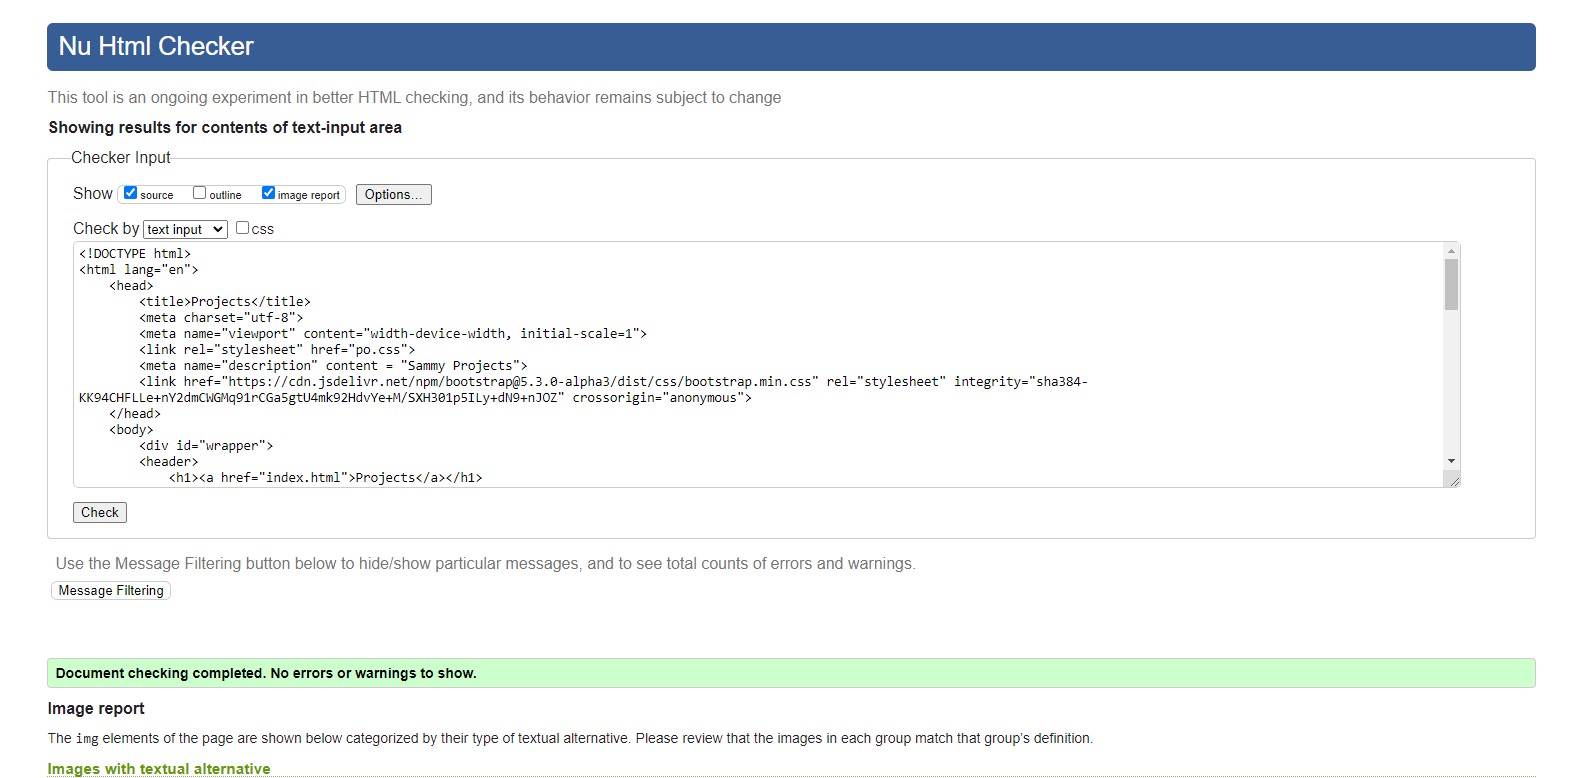 Nu Html Checker
This tool is an ongoing experiment in better HTML checking, and its behavior remains subject to change
Showing results for contents of text-input area
Checker Input
Show source outline image report Options...
Check by text input css
<!DOCTYPE html>
<html lang="en">
<head>
<title>Projects</title>
<meta charset="utf-8">
<meta name="viewport" content="width-device-width, initial-scale=1">
<link rel="stylesheet" href="po.css">
<meta name="description" content = "Sammy Projects">
<link href="https://cdn.jsdelivr.net/npm/bootstrap@5.3.0-alpha3/dist/css/bootstrap.min.css" rel="stylesheet" integrity="sha384-
KK94CHFLLe+nY2dmCWGMq91rCGa5gtU4mk92HdvYe+M/SXH301p5ILy+dN9+nJOZ" crossorigin="anonymous">
</head>
<body>
<div id="wrapper">
<header>
<h1><a href="index.html">Projects</a></h1>
Check
Use the Message Filtering button below to hide/show particular messages, and to see total counts of errors and warnings.
Message Filtering
Document checking completed. No errors or warnings to show.
Image report
The img elements of the page are shown below categorized by their type of textual alternative. Please review that the images in each group match that group's definition.
Images with textual alternative